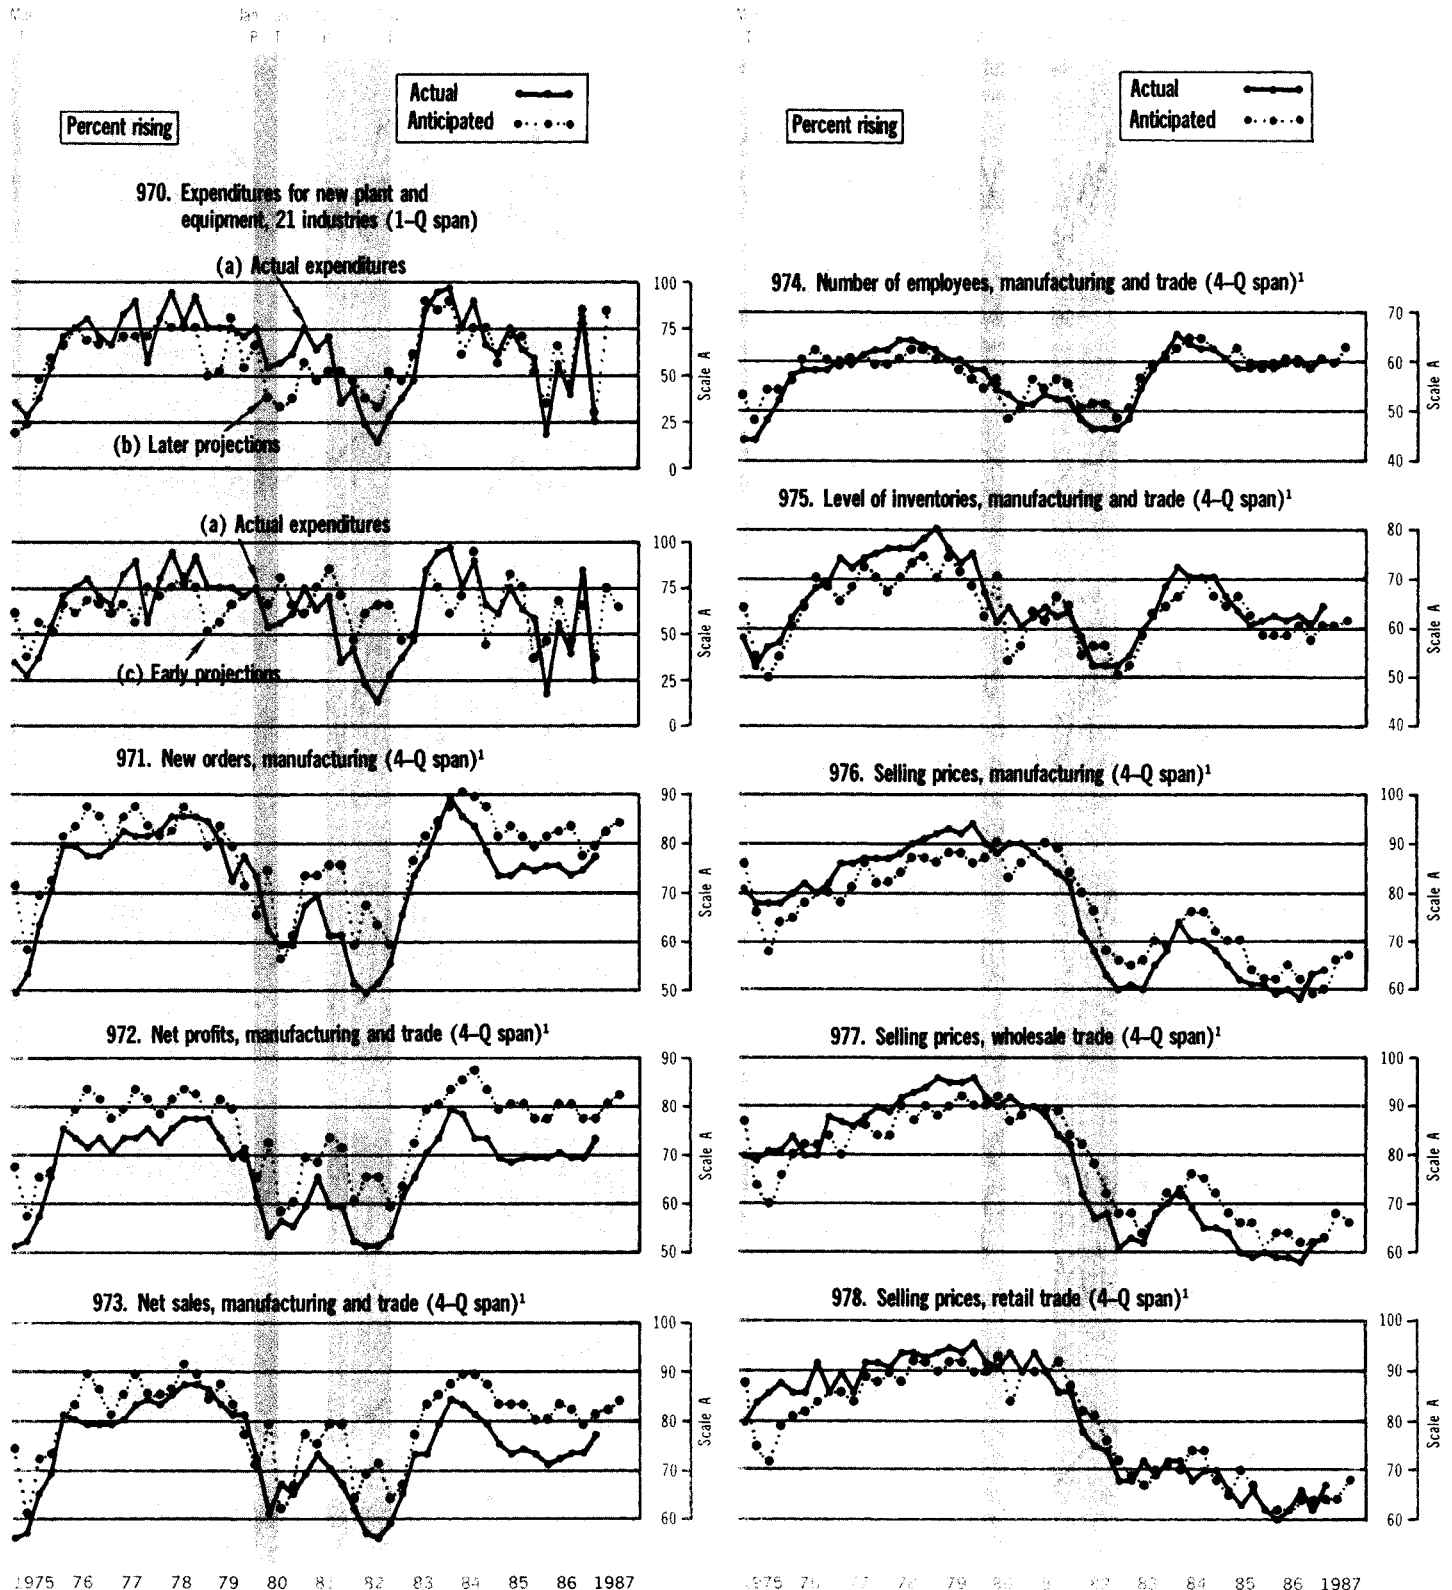 Actual
Anticipated
Percent rising
970. Expenditures for new plant and
equipment, 21 industries (1–Q span)
(a) Actual expenditures
100
75
50
25
0
Scale A
(b) Later projections
(a) Actual expenditures
100
75
50
25
0
Scale A
(c) Early projections
971. New orders, manufacturing (4–Q span)¹
90
80
70
60
50
Scale A
972. Net profits, manufacturing and trade (4–Q span)¹
90
80
70
60
50
Scale A
973. Net sales, manufacturing and trade (4–Q span)¹
100
90
80
70
60
Scale A
1975 76 77 78 79 80 82 83 84 85 86 1987
Actual
Anticipated
Percent rising
974. Number of employees, manufacturing and trade (4–Q span)¹
70
60
50
40
Scale A
975. Level of inventories, manufacturing and trade (4–Q span)¹
80
70
60
50
40
Scale A
976. Selling prices, manufacturing (4–Q span)¹
100
90
80
70
60
Scale A
977. Selling prices, wholesale trade (4–Q span)¹
100
90
80
70
60
Scale A
978. Selling prices, retail trade (4–Q span)¹
100
90
80
70
60
Scale A
79 83 84 85 86 1987